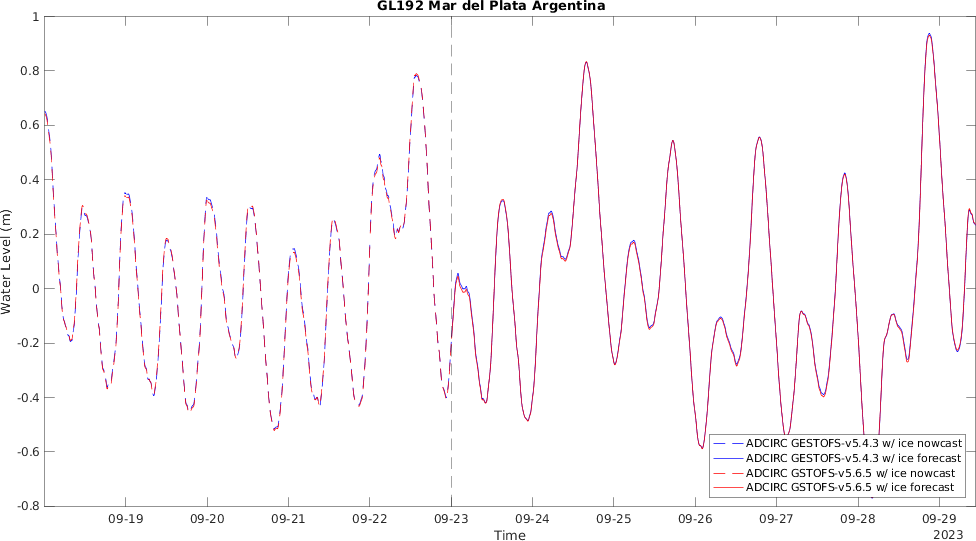 GL192 Mar del Plata Argentina
1
0.8
0.6
0.4
0.2
0
-0.2
-0.4
-0.6
-0.8
Water Level (m)
09-19 09-20 09-21 09-22 09-23 09-24 09-25 09-26 09-27 09-28 09-29
2023
Time
ADCIRC GESTOFS-v5.4.3 w/ ice nowcast
ADCIRC GESTOFS-v5.4.3 w/ ice forecast
ADCIRC GSTOFS-v5.6.5 w/ ice nowcast
ADCIRC GSTOFS-v5.6.5 w/ ice forecast